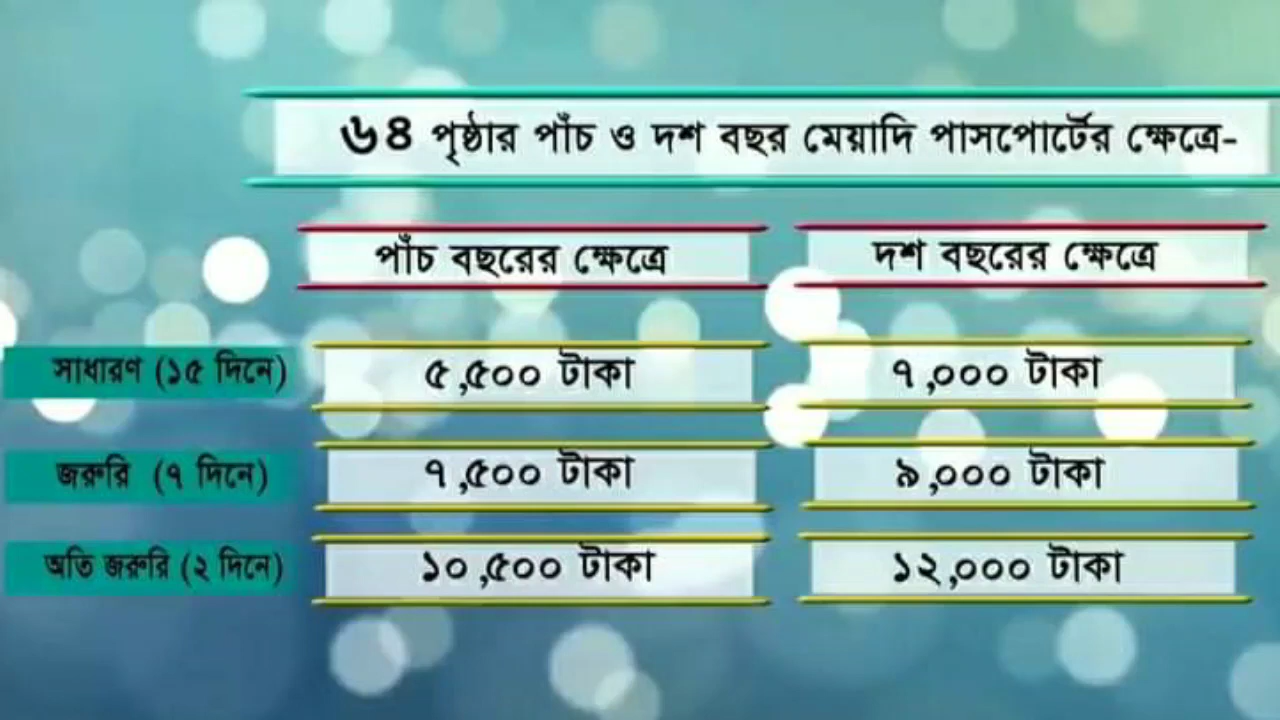 ৬৪ পৃষ্ঠার পাঁচ ও দশ বছর মেয়াদি পাসপোর্টের ক্ষেত্রে-
পাঁচ বছরের ক্ষেত্রে দশ বছরের ক্ষেত্রে
সাধারণ (১৫ দিনে) ৫,৫০০ টাকা ৭,০০০ টাকা
জরুরি (৭ দিনে) ৭,৫০০ টাকা ৯,০০০ টাকা
অতি জরুরি (২ দিনে) ১০,৫০০ টাকা ১২,০০০ টাকা